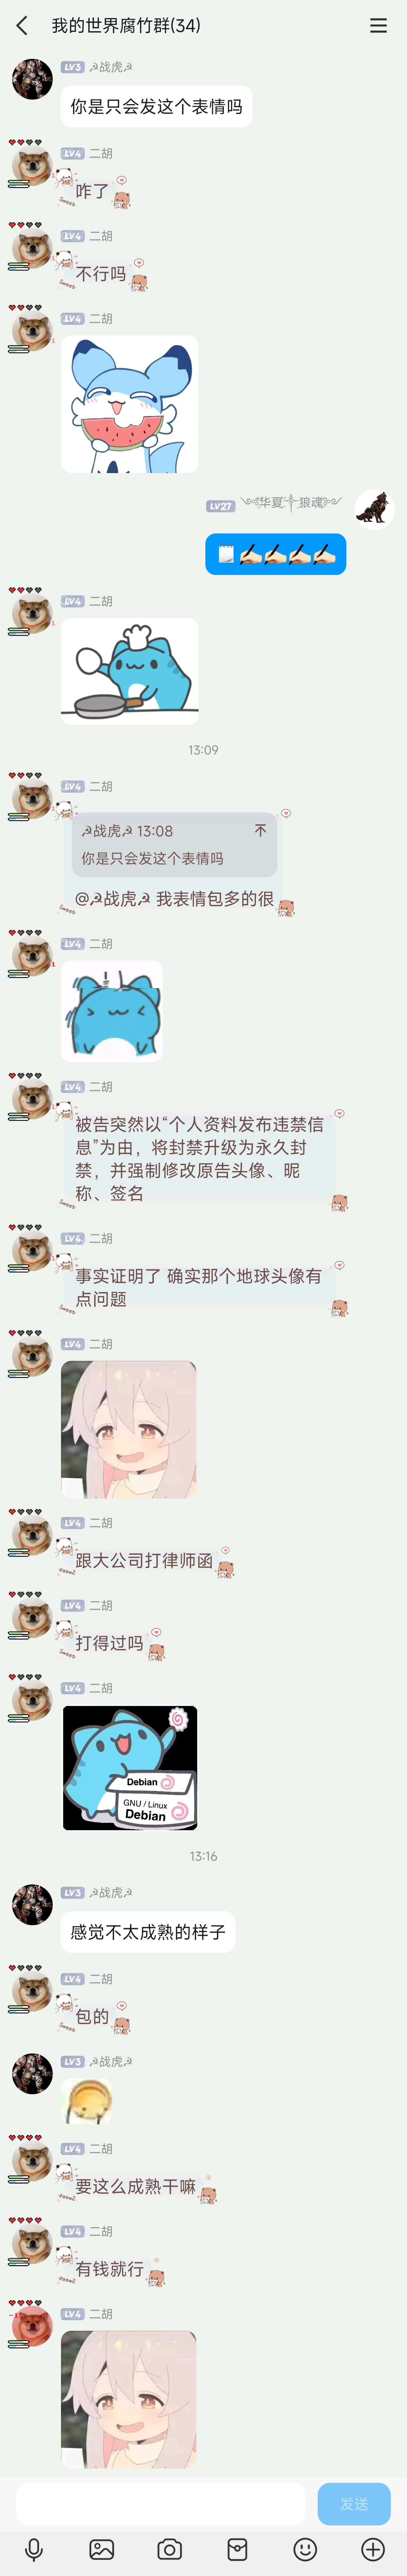 我的世界腐竹群(34)
LV3 ☭战虎☭
你是只会发这个表情吗
LV4 二胡
咋了
LV4 二胡
不行吗
LV4 二胡
LV27 ༺华夏༒狼魂༻
🗒✍🏻✍🏻✍🏻✍🏻
LV4 二胡
13:09
LV4 二胡
☭战虎☭ 13:08
你是只会发这个表情吗
@☭战虎☭ 我表情包多的很
LV4 二胡
LV4 二胡
被告突然以“个人资料发布违禁信
息”为由，将封禁升级为永久封
禁，并强制修改原告头像、昵
称、签名
LV4 二胡
事实证明了 确实那个地球头像有
点问题
LV4 二胡
LV4 二胡
跟大公司打律师函
LV4 二胡
打得过吗
LV4 二胡
Debian
GNU / Linux
Debian
13:16
LV3 ☭战虎☭
感觉不太成熟的样子
LV4 二胡
包的
LV3 ☭战虎☭
LV4 二胡
要这么成熟干嘛
LV4 二胡
有钱就行
LV4 二胡
发送